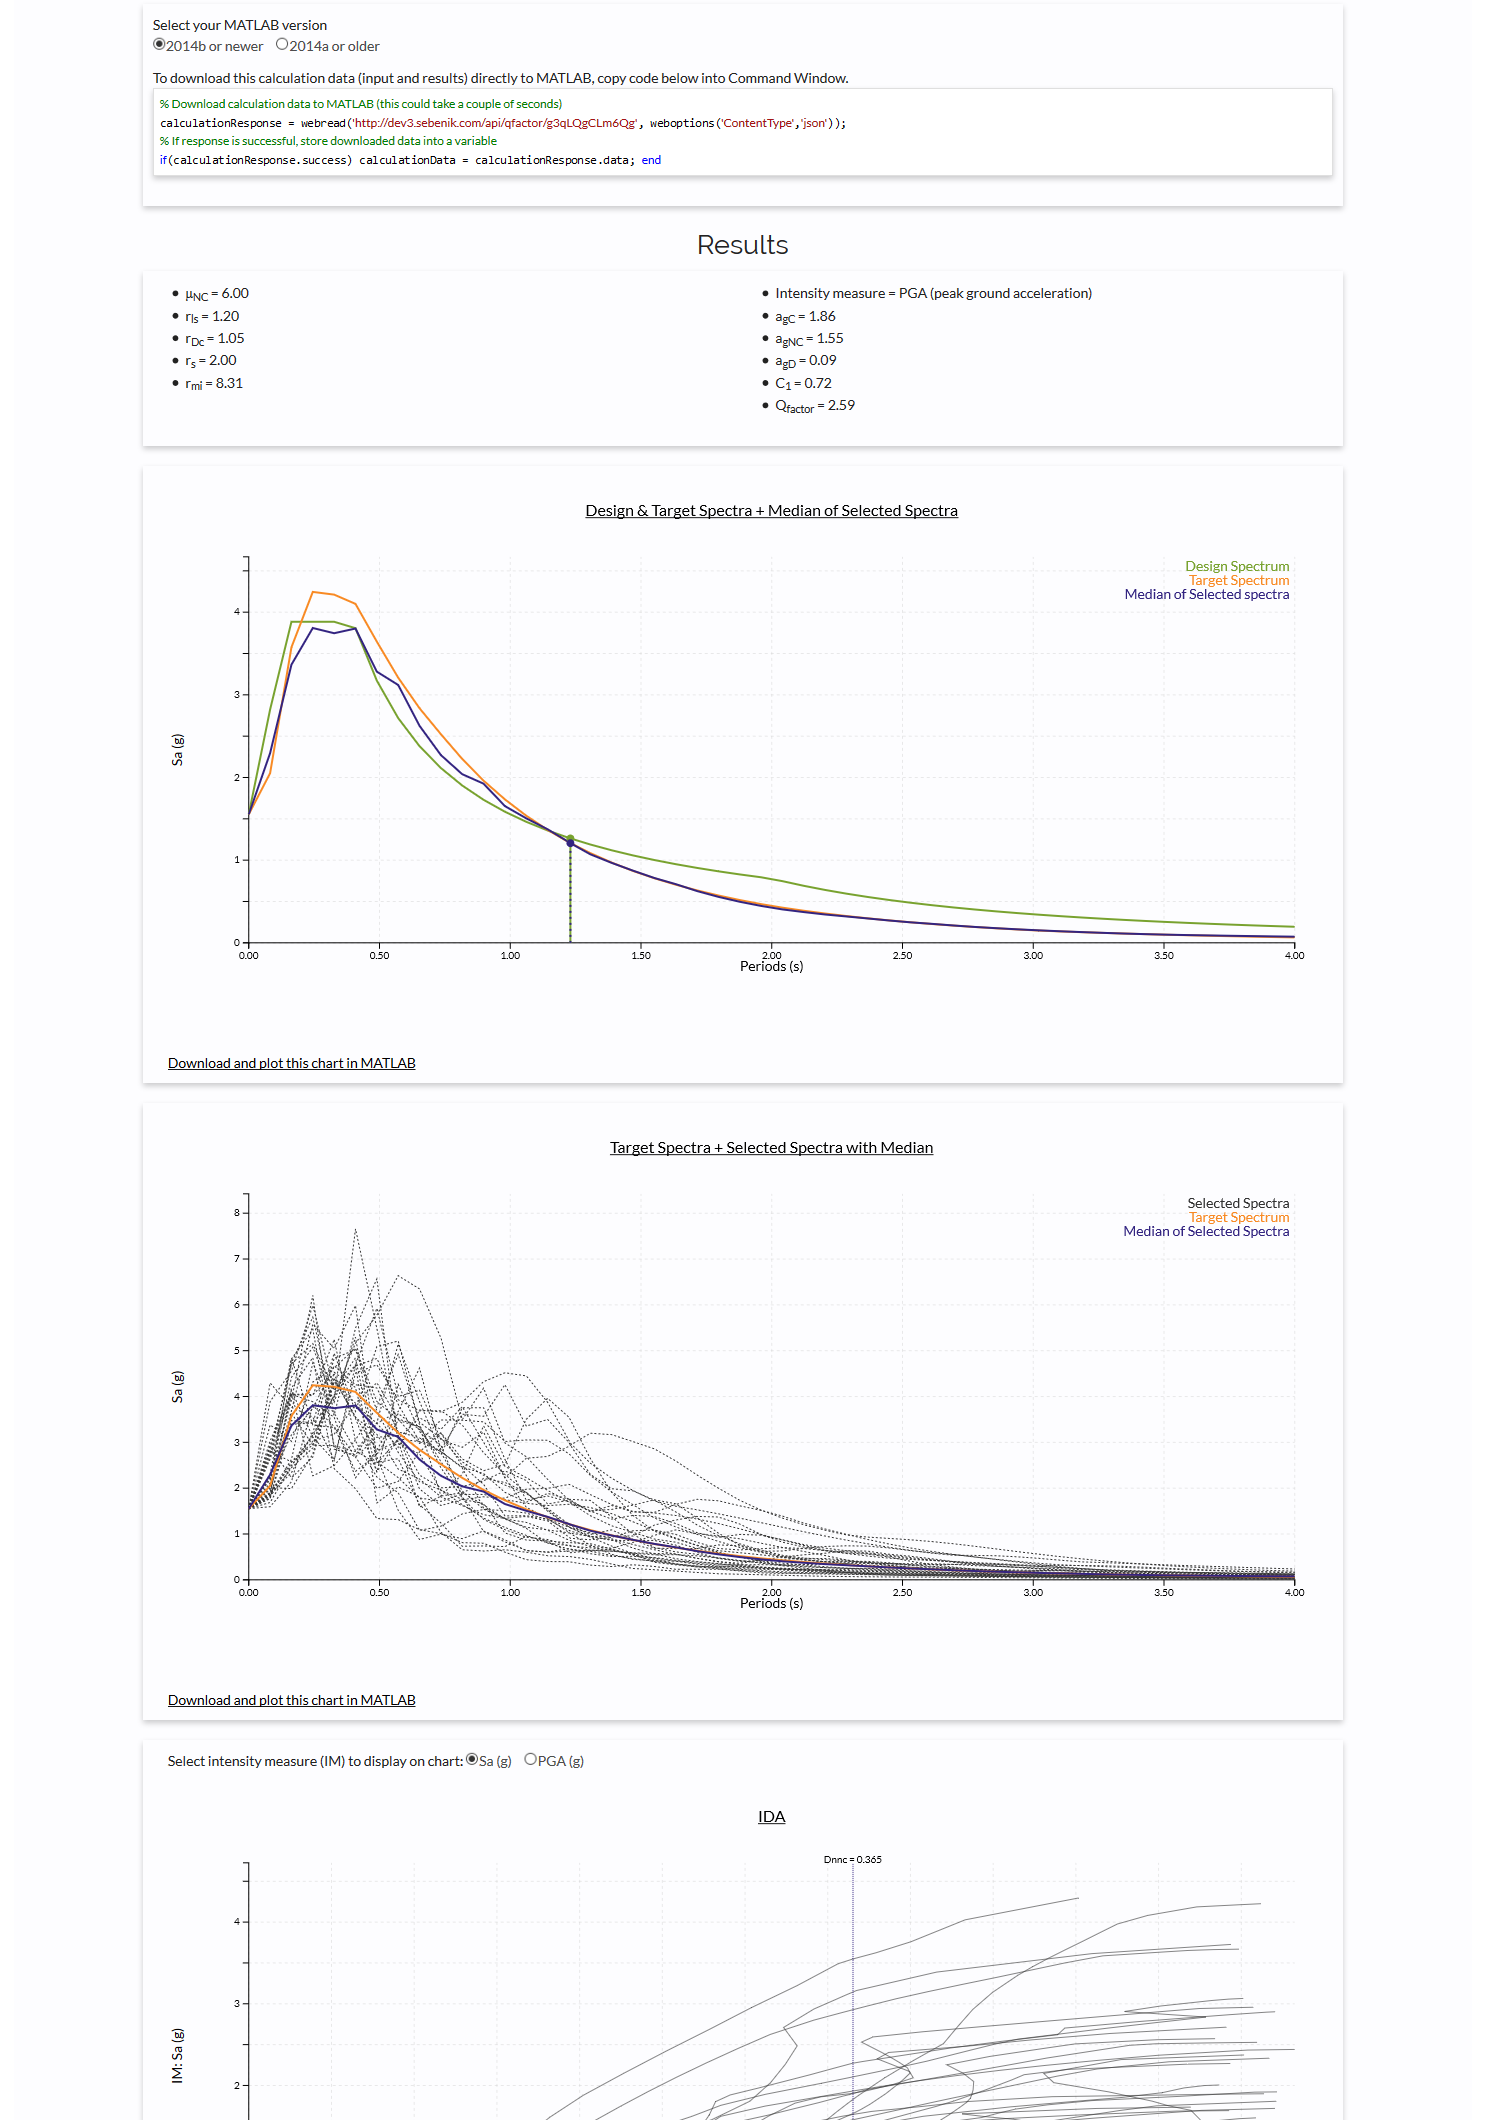 Select your MATLAB version
2014b or newer 2014a or older
To download this calculation data (input and results) directly to MATLAB, copy code below into Command Window.
% Download calculation data to MATLAB (this could take a couple of seconds)
calculationResponse = webread('http://dev3.sebenik.com/api/qfactor/g3qLQgCLm6Qg', weboptions('ContentType','json'));
% If response is successful, store downloaded data into a variable
if(calculationResponse.success) calculationData = calculationResponse.data; end
Results
μNC = 6.00
rls = 1.20
rDc = 1.05
rs = 2.00
rmi = 8.31
Intensity measure = PGA (peak ground acceleration)
agC = 1.86
agNC = 1.55
agD = 0.09
C1 = 0.72
Qfactor = 2.59
Design & Target Spectra + Median of Selected Spectra
Design Spectrum
Target Spectrum
Median of Selected spectra
4
3
2
1
0
Sa (g)
0.00 0.50 1.00 1.50 2.00 2.50 3.00 3.50 4.00
Periods (s)
Download and plot this chart in MATLAB
Target Spectra + Selected Spectra with Median
Selected Spectra
Target Spectrum
Median of Selected Spectra
8
7
6
5
4
3
2
1
0
Sa (g)
0.00 0.50 1.00 1.50 2.00 2.50 3.00 3.50 4.00
Periods (s)
Download and plot this chart in MATLAB
Select intensity measure (IM) to display on chart: Sa (g) PGA (g)
IDA
Dnnc = 0.365
4
3
2
IM: Sa (g)